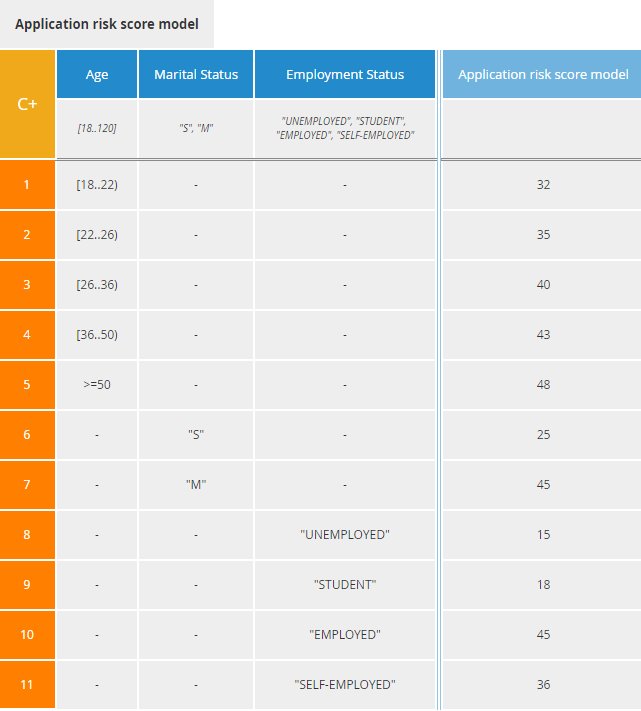 Application risk score model
C+ Age Marital Status Employment Status Application risk score model
[18..120] "S", "M" "UNEMPLOYED", "STUDENT",
"EMPLOYED", "SELF-EMPLOYED"
1 [18..22) - - 32
2 [22..26) - - 35
3 [26..36) - - 40
4 [36..50) - - 43
5 >=50 - - 48
6 - "S" - 25
7 - "M" - 45
8 - - "UNEMPLOYED" 15
9 - - "STUDENT" 18
10 - - "EMPLOYED" 45
11 - - "SELF-EMPLOYED" 36